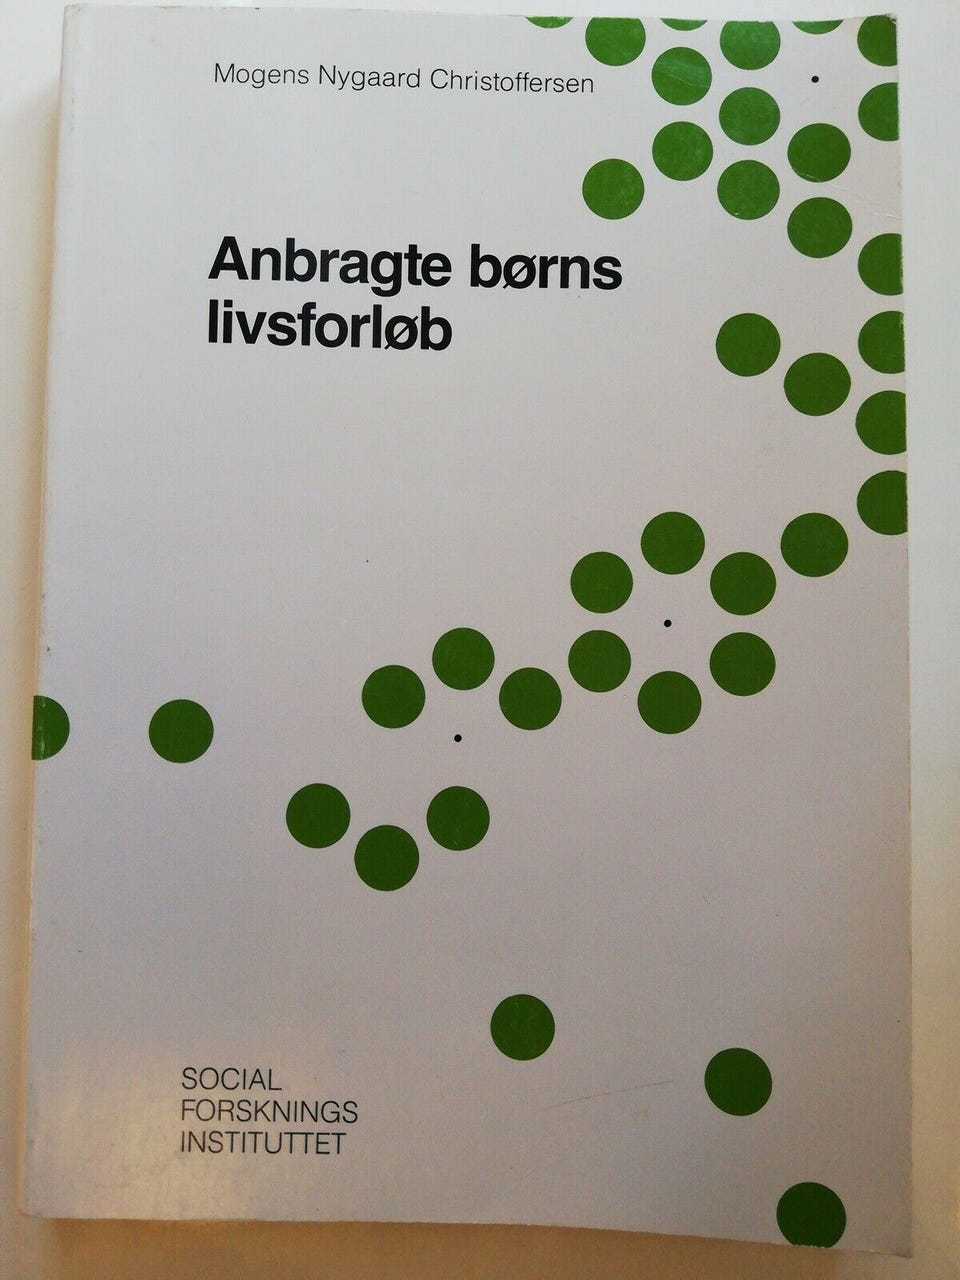 Mogens Nygaard Christoffersen
Anbragte børns
livsforløb
SOCIAL
FORSKNINGS
INSTITUTTET